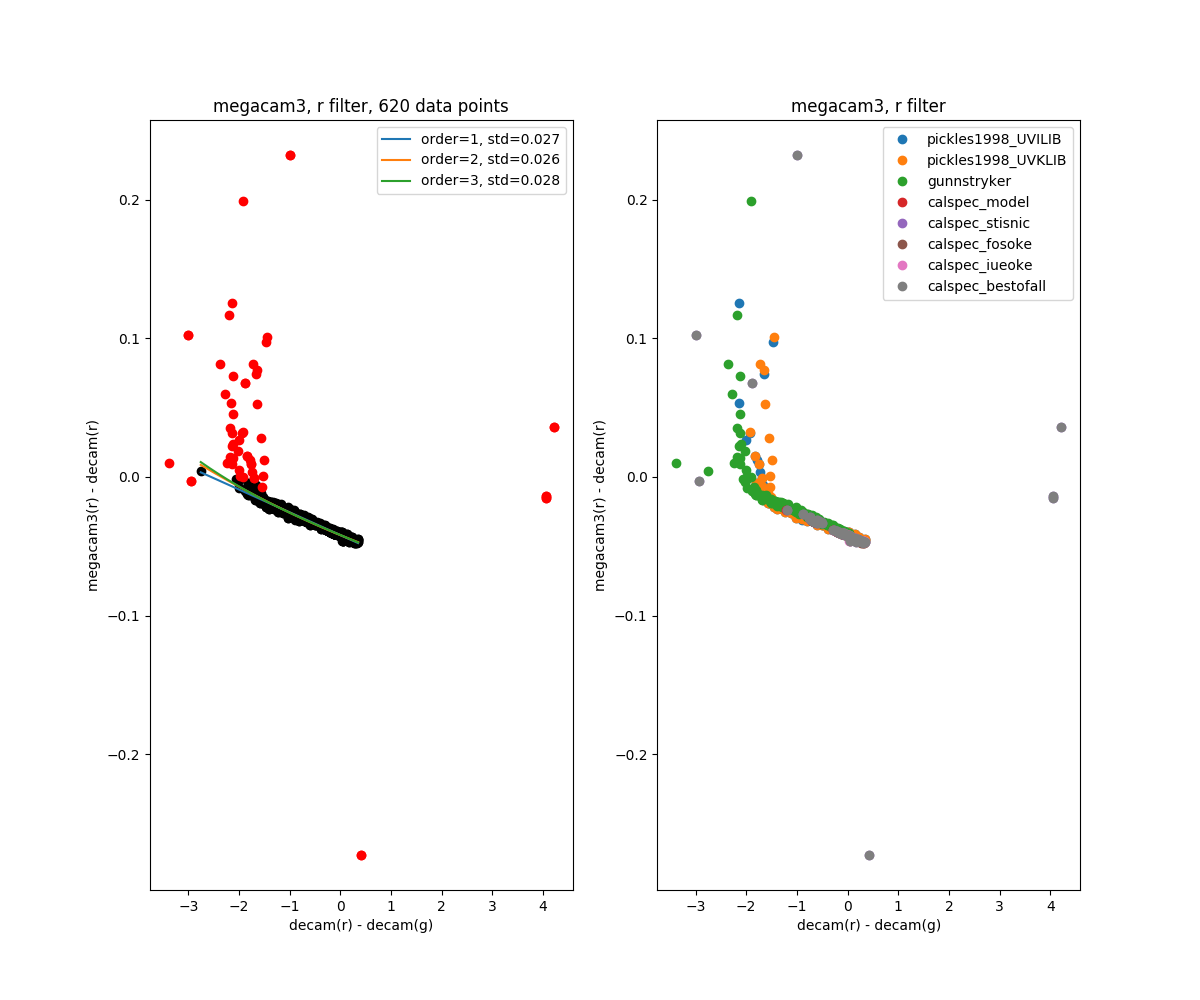 megacam3, r filter, 620 data points
order=1, std=0.027
order=2, std=0.026
order=3, std=0.028
megacam3(r) - decam(r)
0.2
0.1
0.0
−0.1
−0.2
−3 −2 −1 0 1 2 3 4
decam(r) - decam(g)
megacam3, r filter
pickles1998_UVILIB
pickles1998_UVKLIB
gunnstryker
calspec_model
calspec_stisnic
calspec_fosoke
calspec_iueoke
calspec_bestofall
megacam3(r) - decam(r)
0.2
0.1
0.0
−0.1
−0.2
−3 −2 −1 0 1 2 3 4
decam(r) - decam(g)